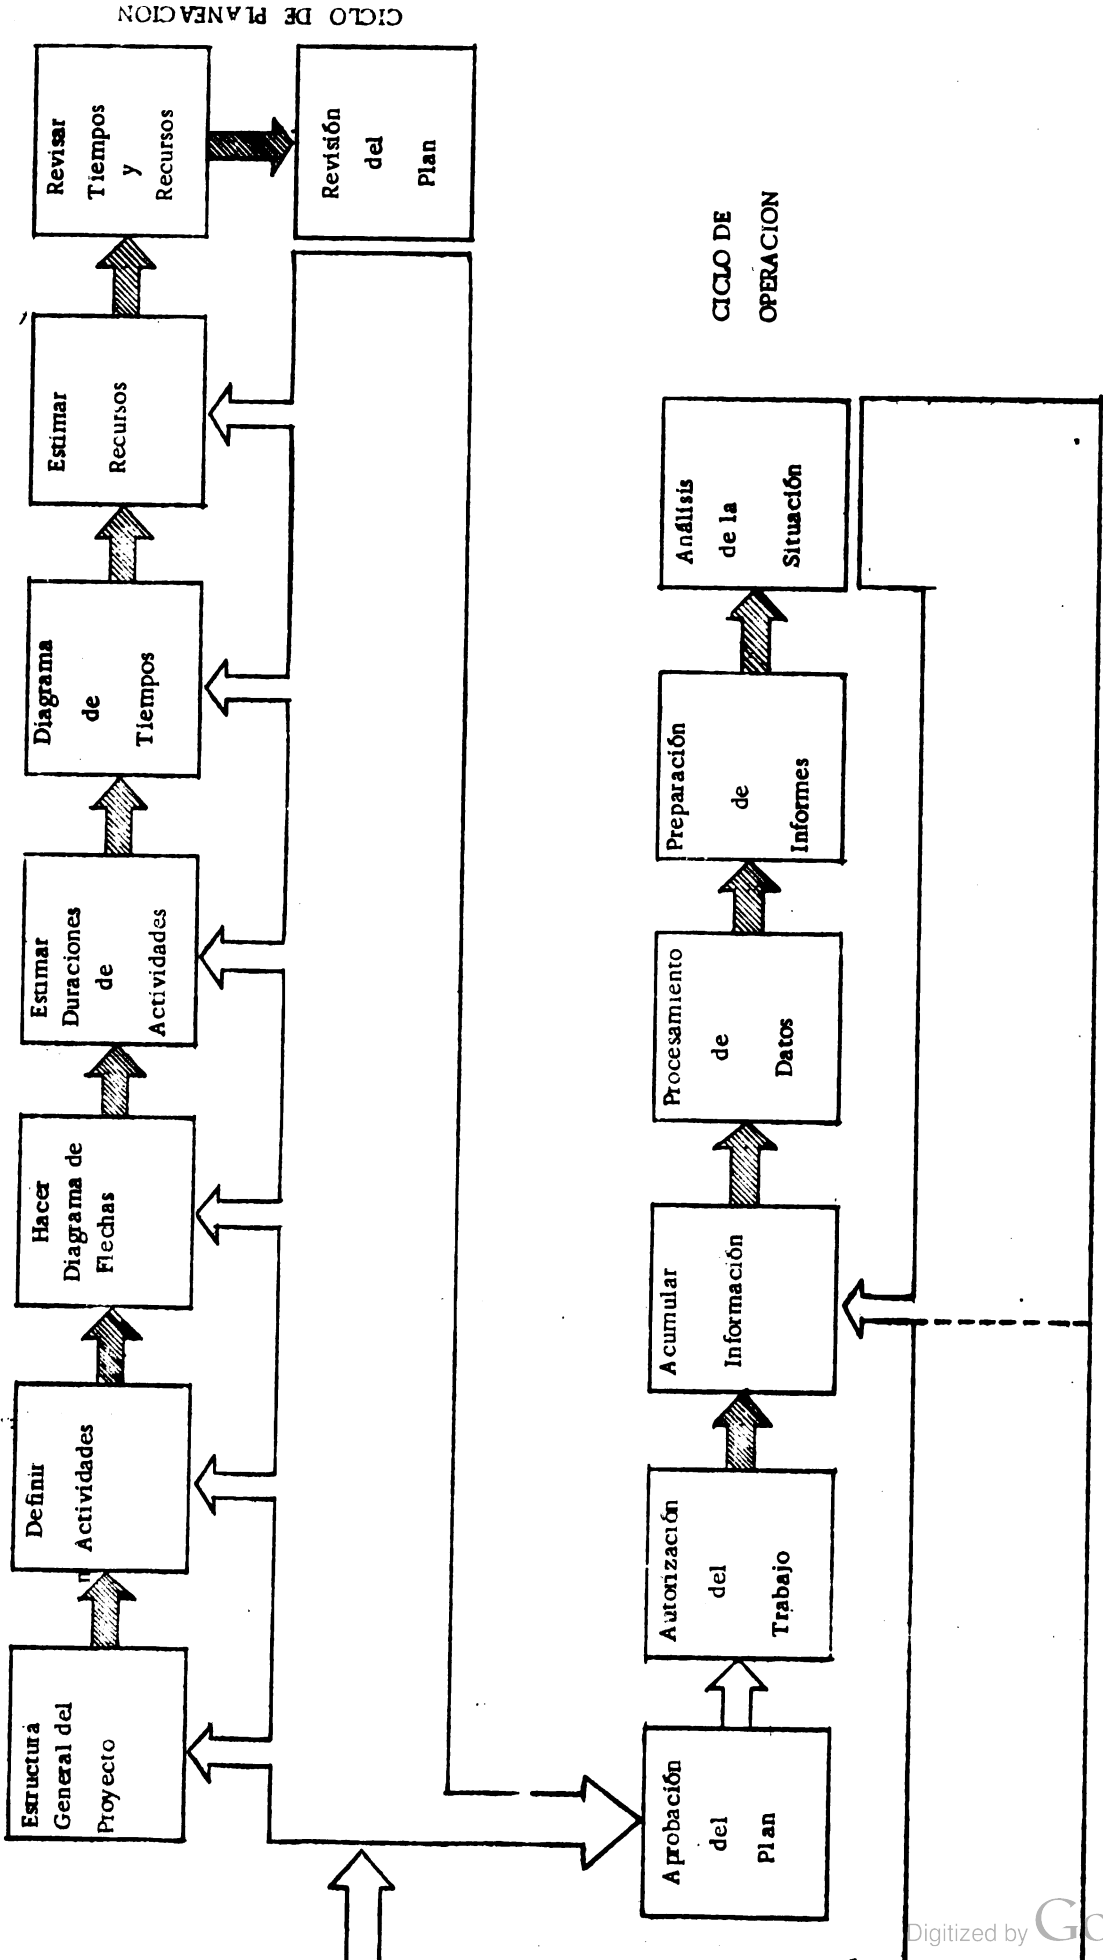 CICLO DE PLANEACION
Estructura
General del
Proyecto
Definir
Actividades
Hacer
Diagrama de
Flechas
Estimar
Duraciones
de
Actividades
Diagrama
de
Tiempos
Estimar
Recursos
Revisar
Tiempos
y
Recursos
Revisión
del
Plan
CICLO DE
OPERACION
Aprobación
del
Plan
Autorización
del
Trabajo
Acumular
Información
Procesamiento
de
Datos
Preparación
de
Informes
Análisis
de la
Situación
Digitized by